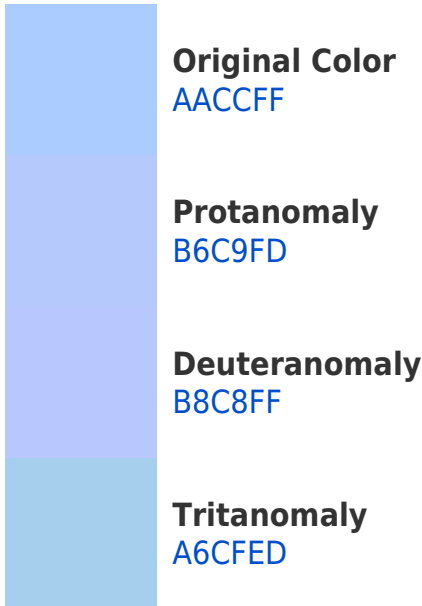 Original Color
AACCFF
Protanomaly
B6C9FD
Deuteranomaly
B8C8FF
Tritanomaly
A6CFED